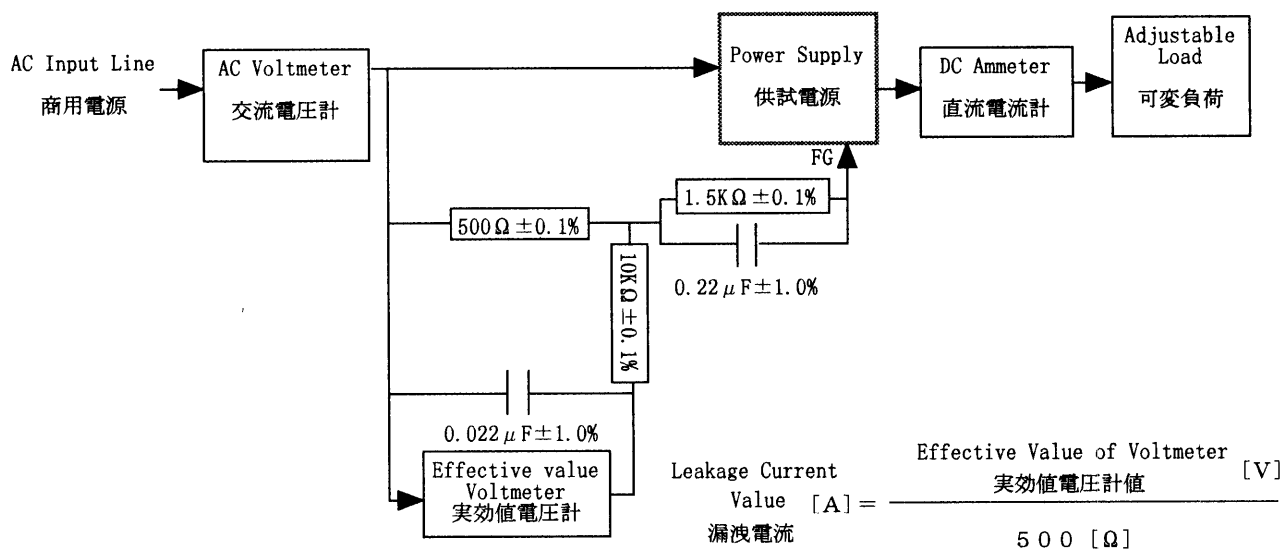 AC Input Line
商用電源
AC Voltmeter
交流電圧計
Power Supply
供試電源
FG
DC Ammeter
直流電流計
Adjustable
Load
可変負荷
500Ω±0.1%
1.5KΩ±0.1%
0.22μF±1.0%
10KΩ±0.1%
0.022μF±1.0%
Effective value
Voltmeter
実効値電圧計
Leakage Current
Value [A]=
漏洩電流
Effective Value of Voltmeter
実効値電圧計値 [V]
500 [Ω]